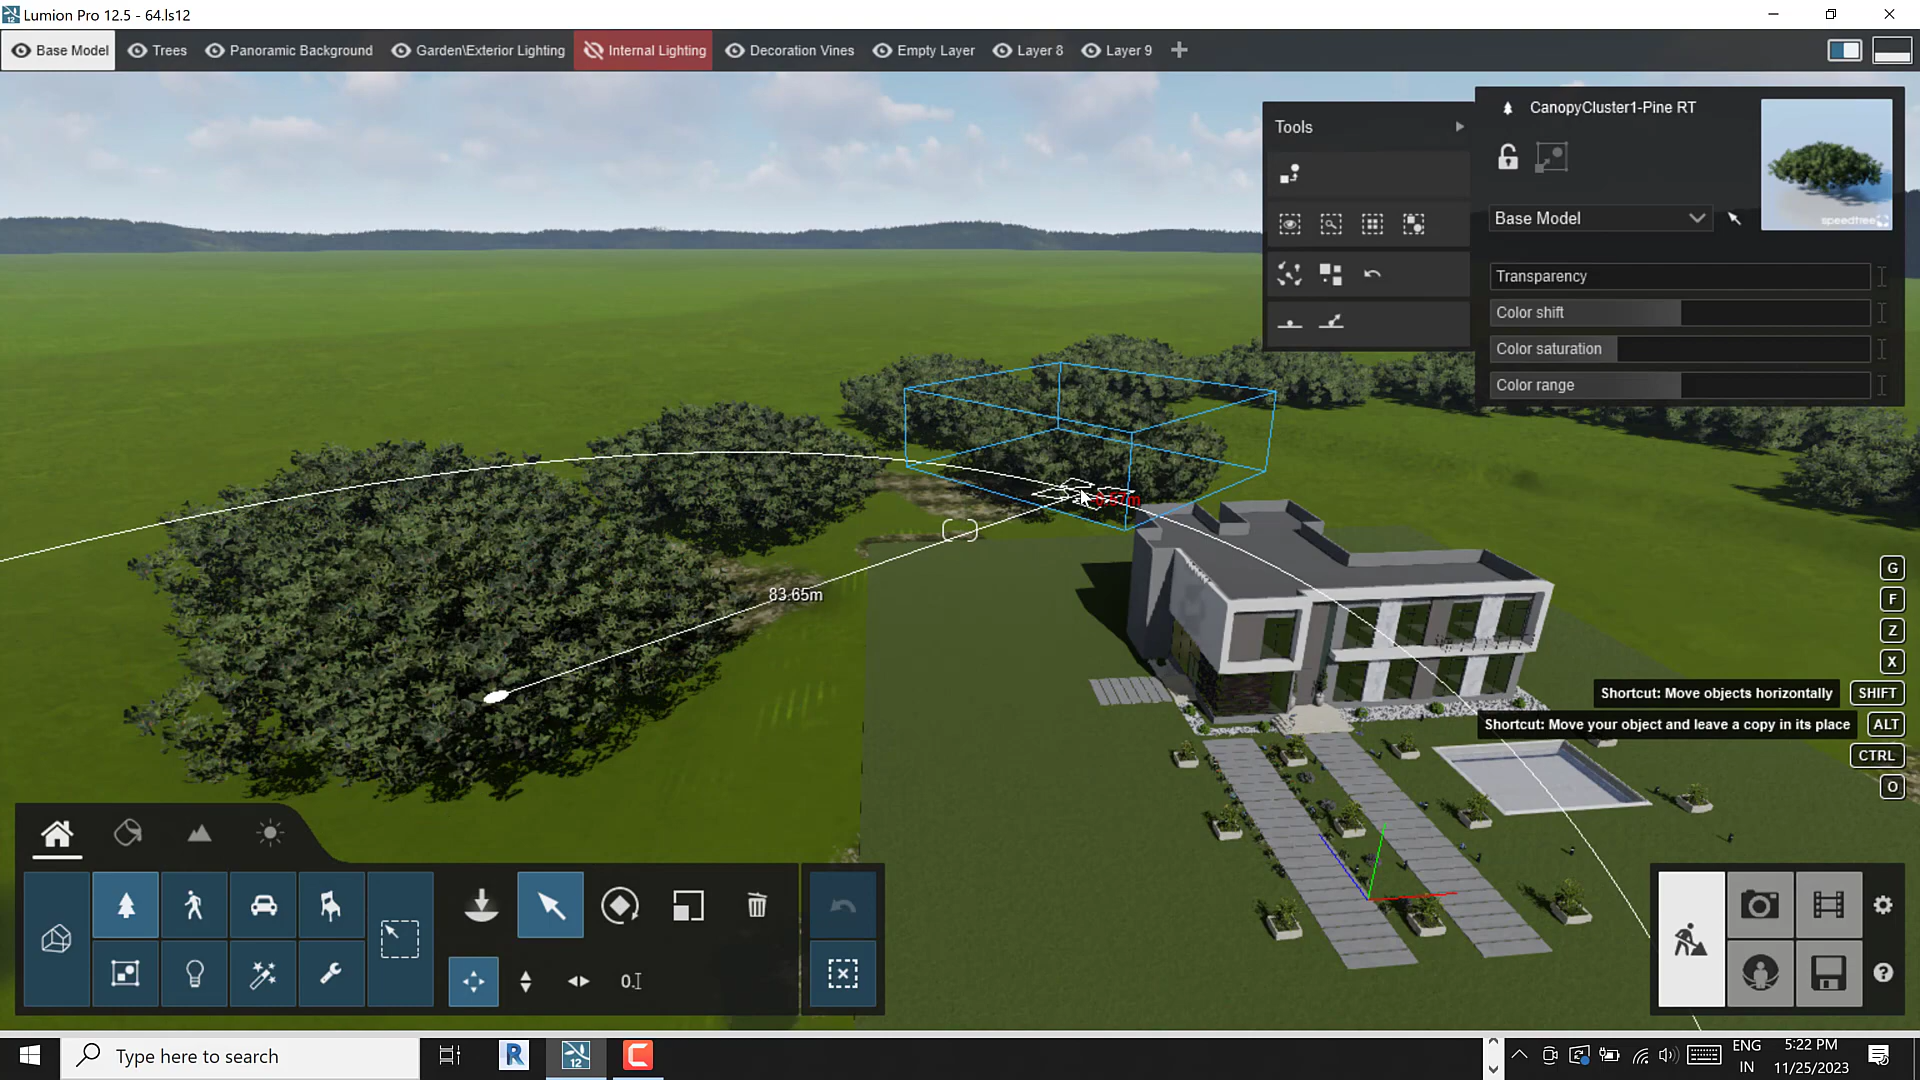 Lumion Pro 12.5 - 64.ls12
Base Model
Trees
Panoramic Background
Garden\Exterior Lighting
Internal Lighting
Decoration Vines
Empty Layer
Layer 8
Layer 9
Tools
CanopyCluster1-Pine RT
speedtree
Base Model
Transparency
Color shift
Color saturation
Color range
83.65m
G
F
Z
X
Shortcut: Move objects horizontally
SHIFT
Shortcut: Move your object and leave a copy in its place
ALT
CTRL
O
Type here to search
R
12
C
ENG
IN
5:22 PM
11/25/2023